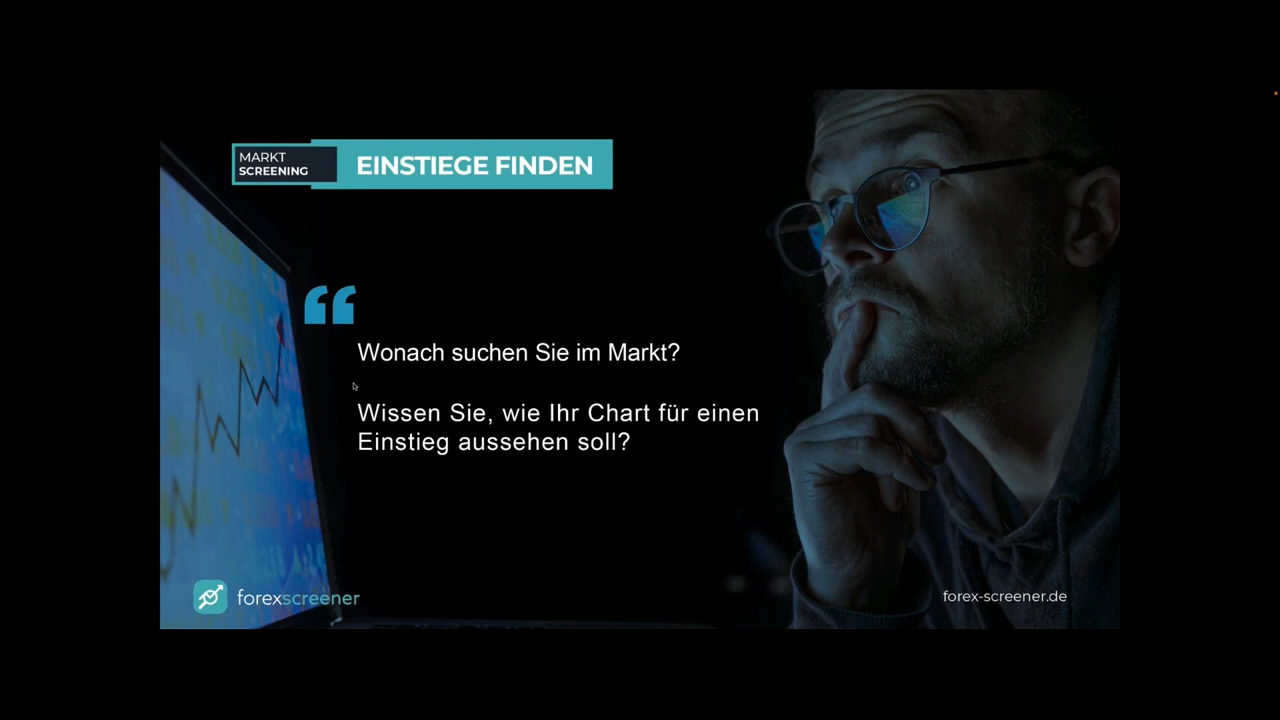 MARKT
SCREENING
EINSTIEGE FINDEN
Wonach suchen Sie im Markt?
Wissen Sie, wie Ihr Chart für einen
Einstieg aussehen soll?
forexscreener
forex-screener.de